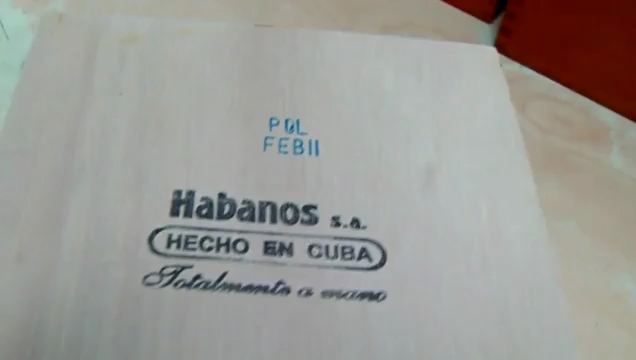 POL
FEB11
Habanos s.a.
HECHO EN CUBA
Totalmente a mano